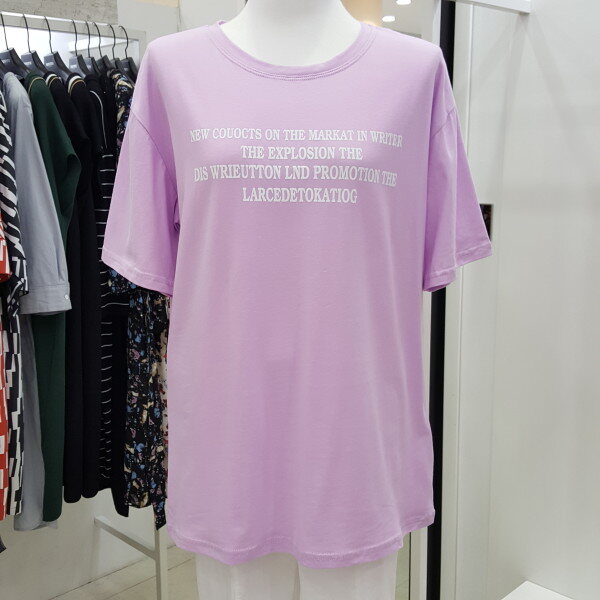 NEW COUOCTS ON THE MARKAT IN WRITER
THE EXPLOSION THE
DIS WRIEUTTON LND PROMOTION THE
LARCEDETOKATIOG